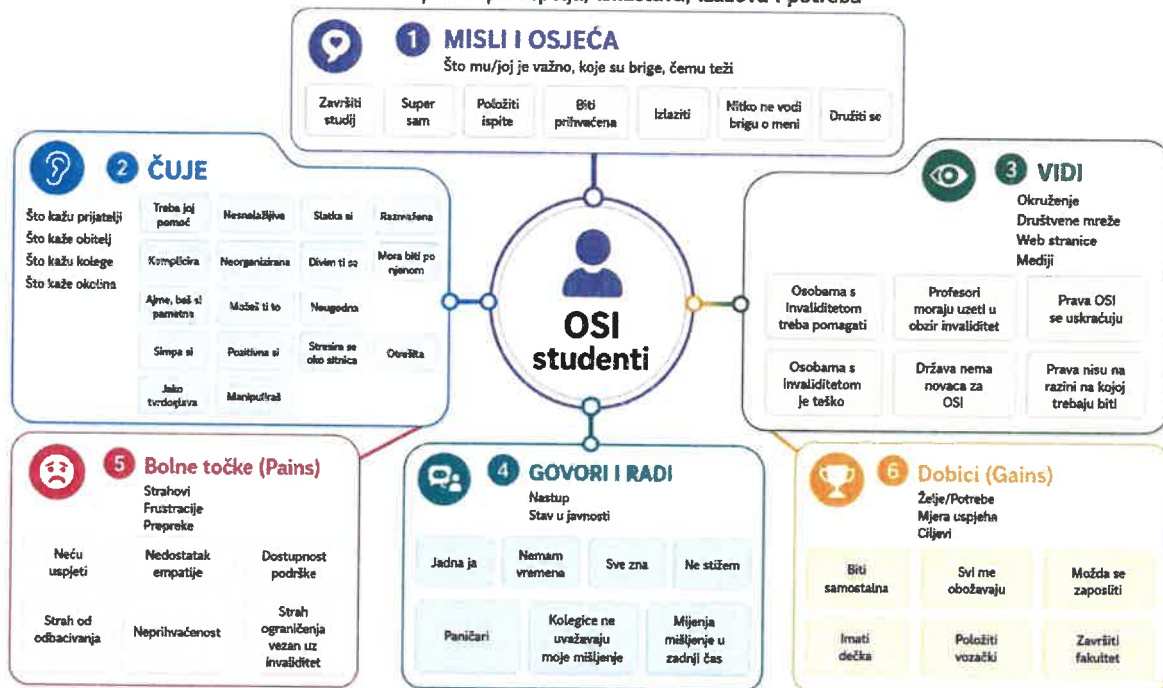 1 MISLI I OSJEĆA
Što mu/joj je važno, koje su brige, čemu teži
Završiti
studij
Super
sam
Položiti
ispite
Biti
prihvaćena
Izlaziti
Nitko ne vodi
brigu o meni
Družiti se
2 ČUJE
Što kažu prijatelji
Što kaže obitelj
Što kažu kolege
Što kaže okolina
Treba joj
pomoć
Nesnalažljiva
Slatka si
Razmažena
Komplicira
Neorganizirana
Divim ti se
Mora biti po
njenom
Ajme, baš si
pametna
Možeš ti to
Neugodna
Simpa si
Pozitivna si
Stresira se
oko sitnica
Otrešita
Jako
tvrdoglava
Manipuliraš
3 VIDI
Okruženje
Društvene mreže
Web stranice
Mediji
Osobama s
invaliditetom
treba pomagati
Profesori
moraju uzeti u
obzir invaliditet
Prava OSI
se uskraćuju
Osobama s
invaliditetom
je teško
Država nema
novaca za
OSI
Prava nisu na
razini na kojoj
trebaju biti
OSI
studenti
5 Bolne točke (Pains)
Strahovi
Frustracije
Prepreke
Neću
uspjeti
Nedostatak
empatije
Dostupnost
podrške
Strah od
odbacivanja
Neprihvaćenost
Strah
ograničenja
vezan uz
invaliditet
4 GOVORI I RADI
Nastup
Stav u javnosti
Jadna ja
Nemam
vremena
Sve zna
Ne stižem
Paničari
Kolegice ne
uvažavaju
moje mišljenje
Mijenja
mišljenje u
zadnji čas
6 Dobici (Gains)
Želje/Potrebe
Mjera uspjeha
Ciljevi
Biti
samostalna
Svi me
obožavaju
Možda se
zaposliti
Imati
dečka
Položiti
vozački
Završiti
fakultet